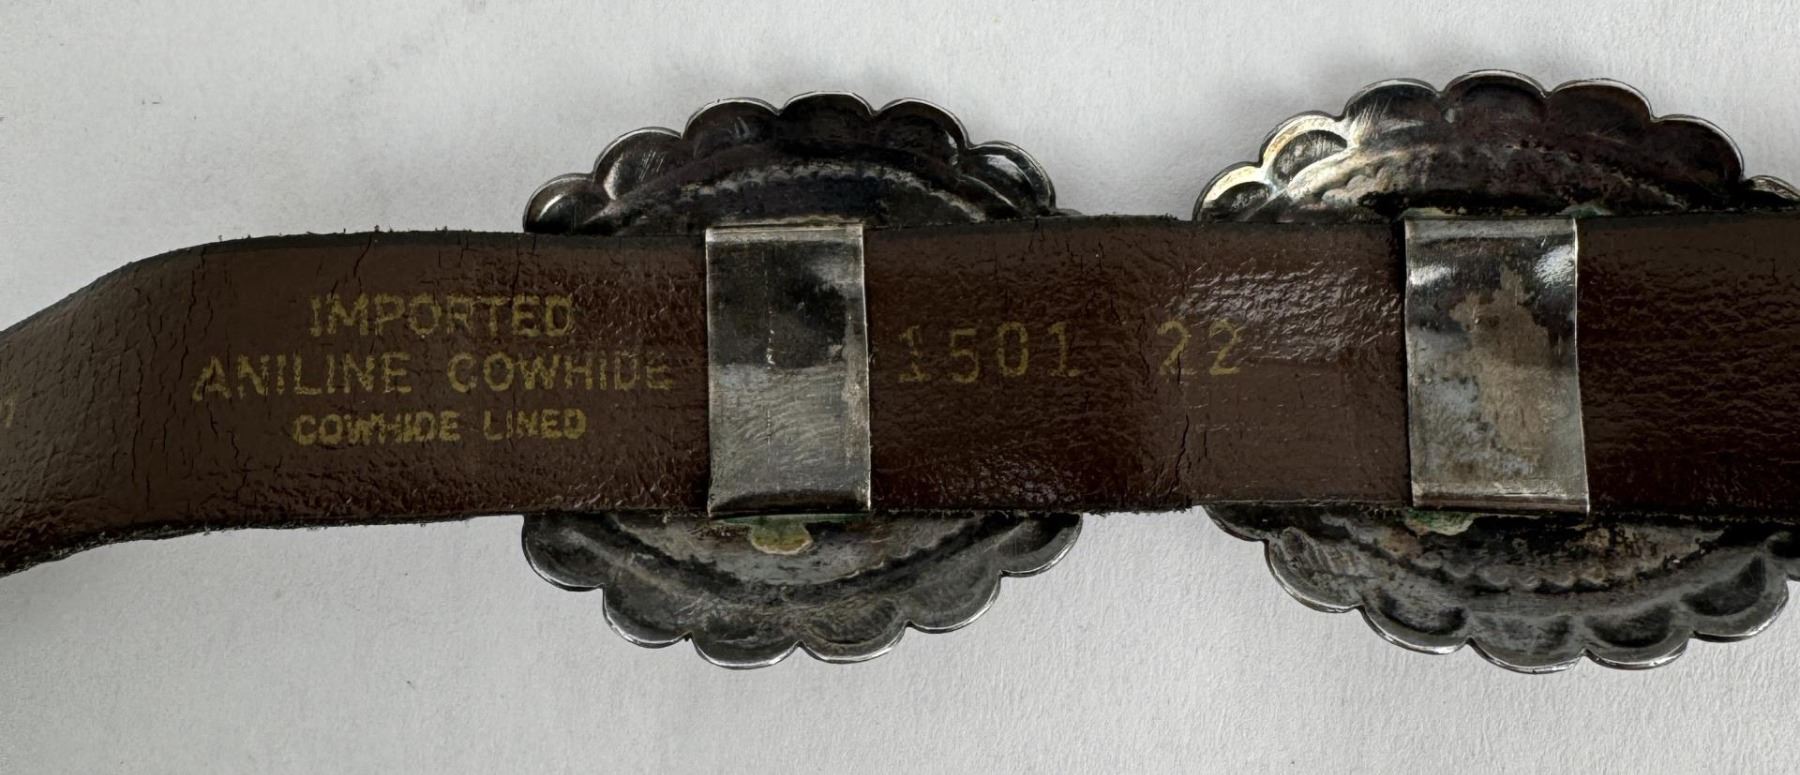 IMPORTED
ANILINE COWHIDE
COWHIDE LINED
1501 22